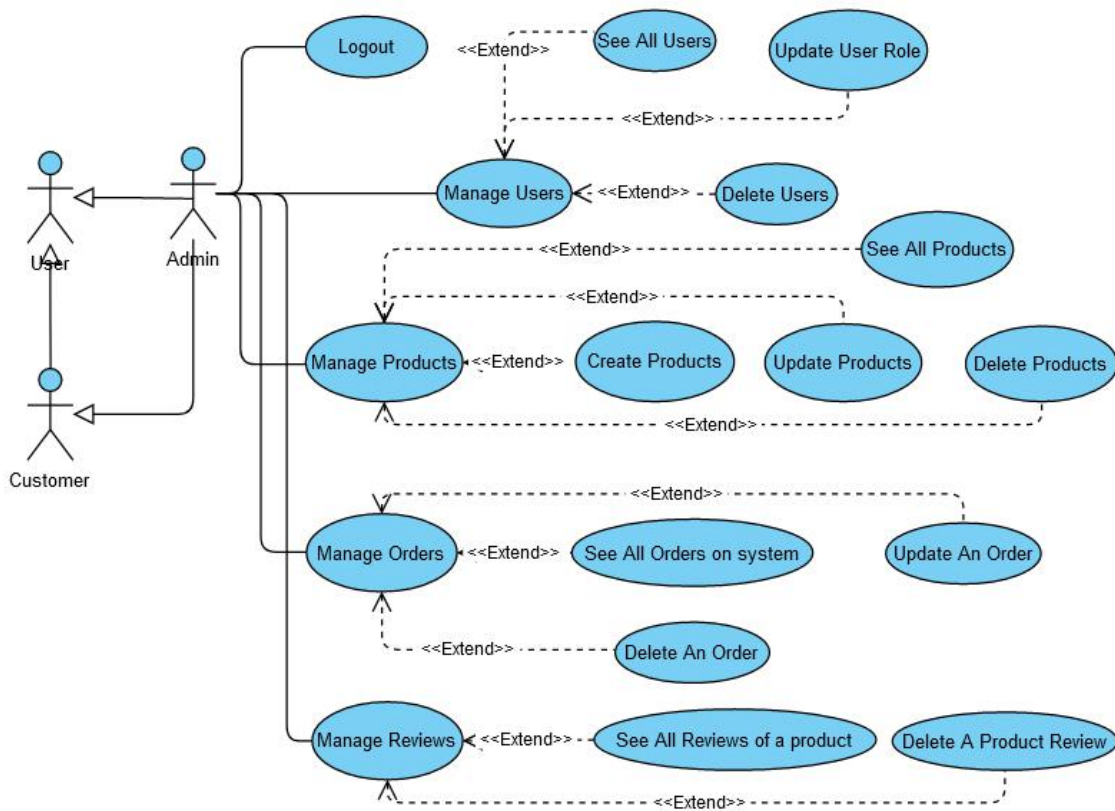 Logout
<<Extend>>
See All Users
Update User Role
<<Extend>>
Manage Users
<<Extend>>
Delete Users
User
Admin
<<Extend>>
See All Products
<<Extend>>
Manage Products
<<Extend>>
Create Products
Update Products
Delete Products
<<Extend>>
Customer
<<Extend>>
Manage Orders
<<Extend>>
See All Orders on system
Update An Order
<<Extend>>
Delete An Order
Manage Reviews
<<Extend>>
See All Reviews of a product
Delete A Product Review
<<Extend>>